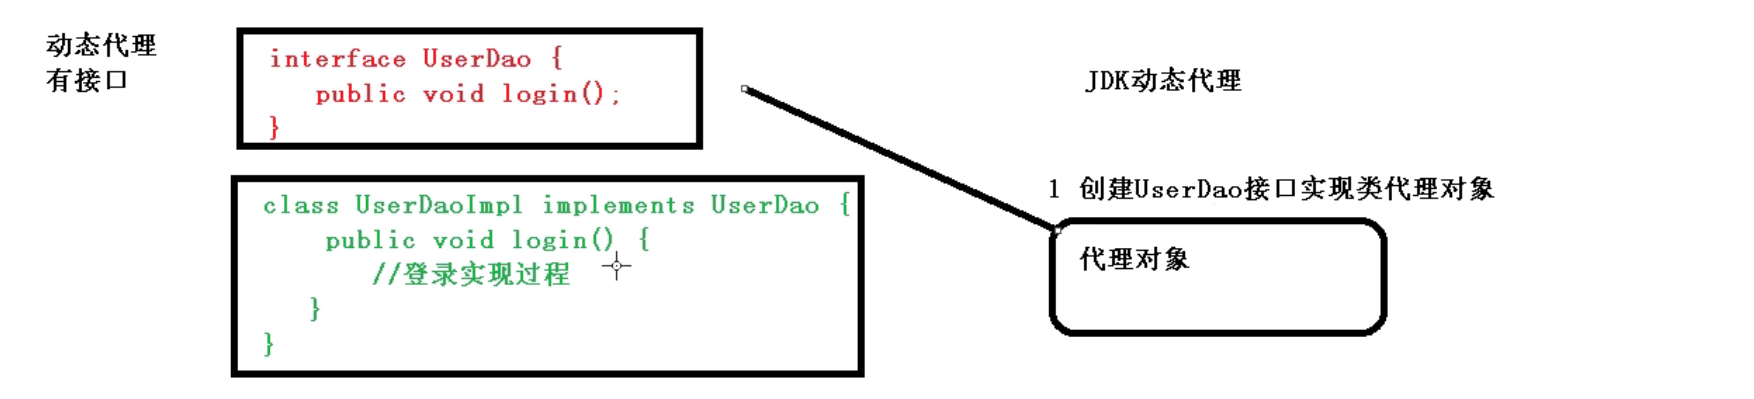 动态代理
有接口
interface UserDao {
public void login();
}
class UserDaoImpl implements UserDao {
public void login() {
//登录实现过程
}
}
JDK动态代理
1 创建UserDao接口实现类代理对象
代理对象